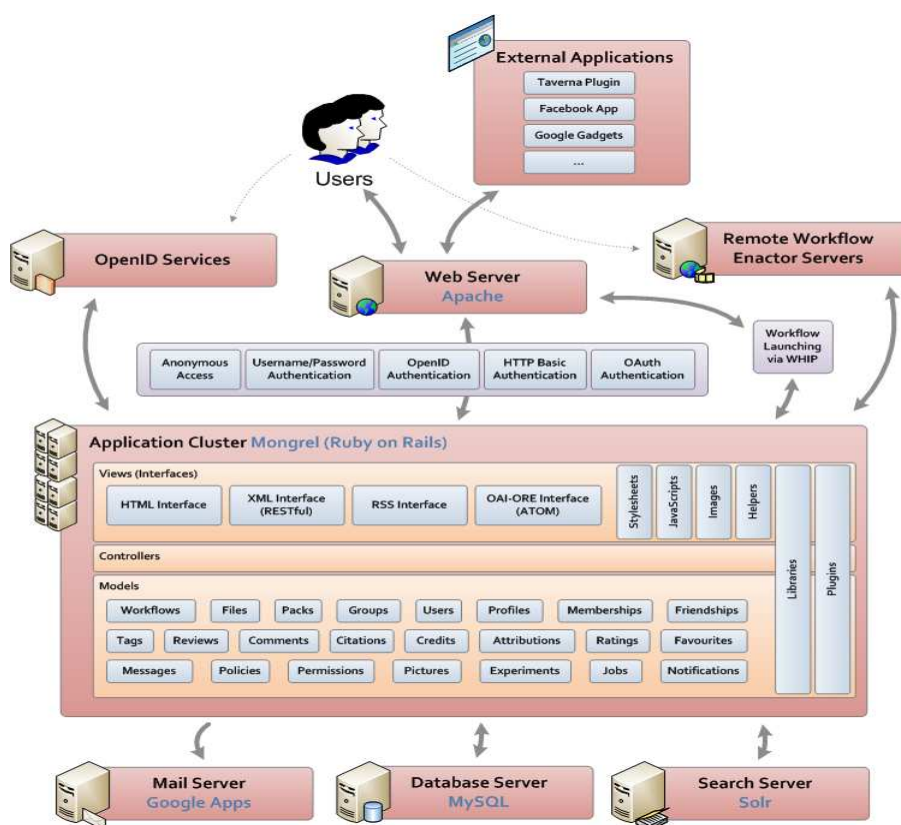 External Applications
Taverna Plugin
Facebook App
Google Gadgets
...
Users
OpenID Services
Web Server
Apache
Remote Workflow
Enactor Servers
Anonymous
Access
Username/Password
Authentication
OpenID
Authentication
HTTP Basic
Authentication
OAuth
Authentication
Workflow
Launching
via WHIP
Application Cluster Mongrel (Ruby on Rails)
Views (Interfaces)
HTML Interface
XML Interface
(RESTful)
RSS Interface
OAI-ORE Interface
(ATOM)
Stylesheets
JavaScripts
Images
Helpers
Libraries
Plugins
Controllers
Models
Workflows
Files
Packs
Groups
Users
Profiles
Memberships
Friendships
Tags
Reviews
Comments
Citations
Credits
Attributions
Ratings
Favourites
Messages
Policies
Permissions
Pictures
Experiments
Jobs
Notifications
Mail Server
Google Apps
Database Server
MySQL
Search Server
Solr